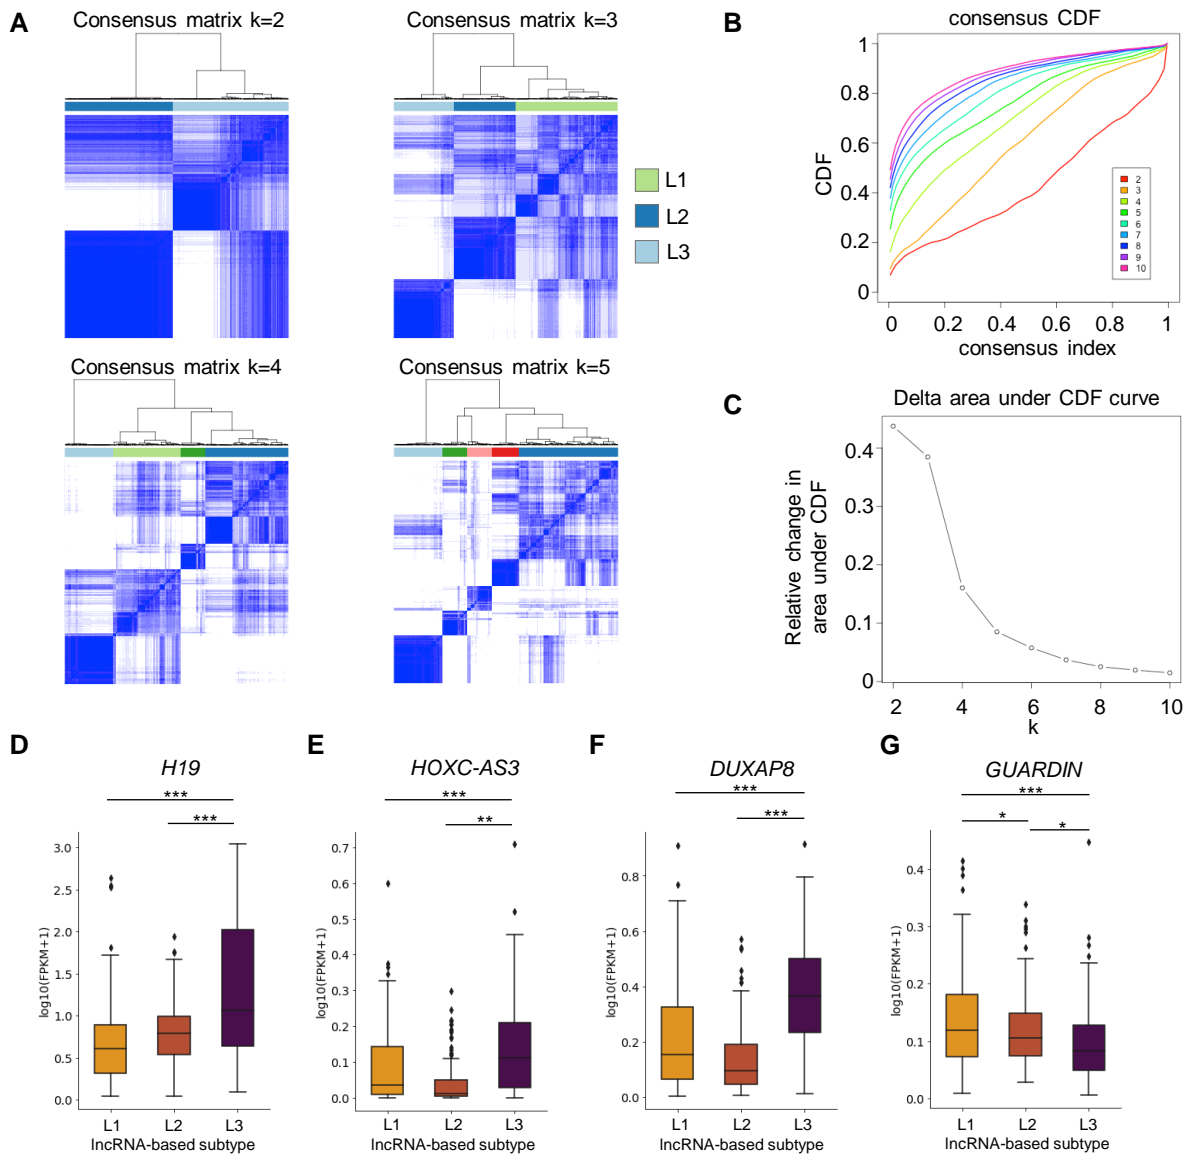 A
Consensus matrix k=2
Consensus matrix k=3
L1
L2
L3
Consensus matrix k=4
Consensus matrix k=5
B
consensus CDF
CDF
1
0.8
0.6
0.4
0.2
0
2
3
4
5
6
7
8
9
10
0 0.2 0.4 0.6 0.8 1
consensus index
C
Delta area under CDF curve
Relative change in
area under CDF
0.4
0.3
0.2
0.1
0
2 4 6 8 10
k
D
H19
***
***
log10(FPKM+1)
3.0
2.5
2.0
1.5
1.0
0.5
0.0
L1 L2 L3
lncRNA-based subtype
E
HOXC-AS3
***
**
log10(FPKM+1)
0.7
0.6
0.5
0.4
0.3
0.2
0.1
0.0
L1 L2 L3
lncRNA-based subtype
F
DUXAP8
***
***
log10(FPKM+1)
0.8
0.6
0.4
0.2
0.0
L1 L2 L3
lncRNA-based subtype
G
GUARDIN
***
* *
log10(FPKM+1)
0.4
0.3
0.2
0.1
0.0
L1 L2 L3
lncRNA-based subtype